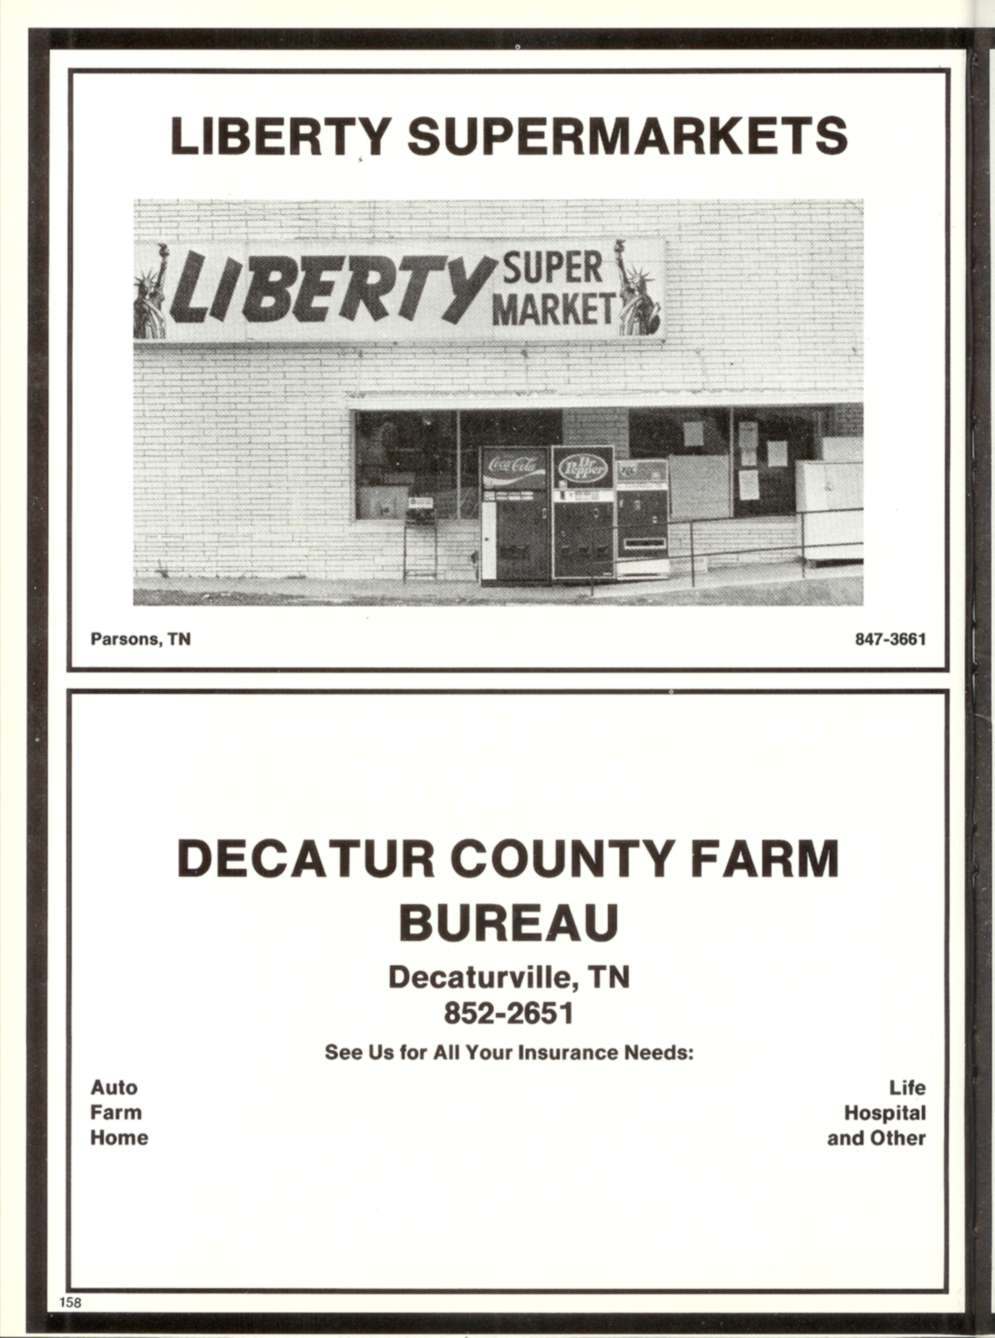 LIBERTY SUPERMARKETS
LIBERTY SUPER
MARKET
Coca-Cola
Dr Pepper
Parsons, TN
847-3661
DECATUR COUNTY FARM
BUREAU
Decaturville, TN
852-2651
See Us for All Your Insurance Needs:
Auto
Farm
Home
Life
Hospital
and Other
158